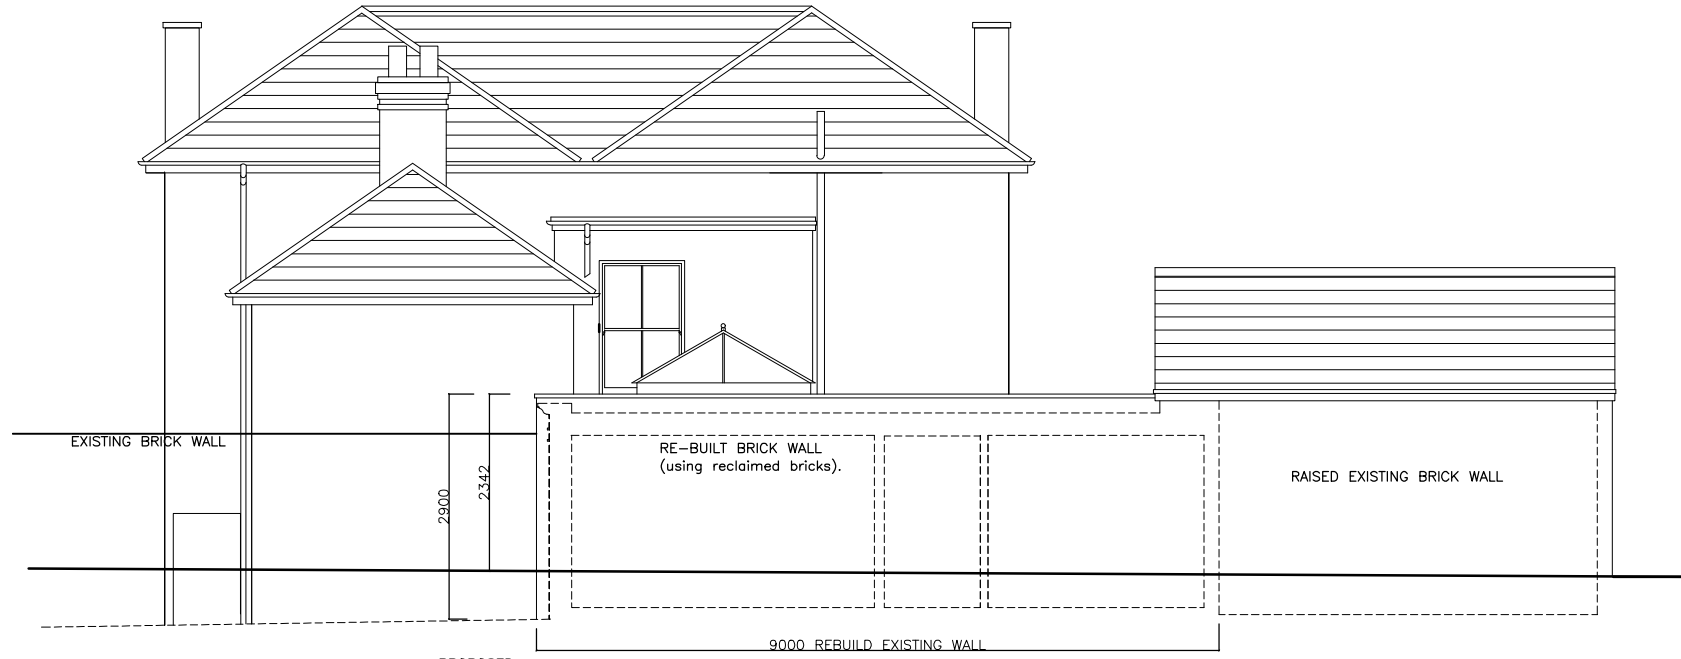 EXISTING BRICK WALL
RE-BUILT BRICK WALL
(using reclaimed bricks).
RAISED EXISTING BRICK WALL
2342
2900
9000 REBUILD EXISTING WALL